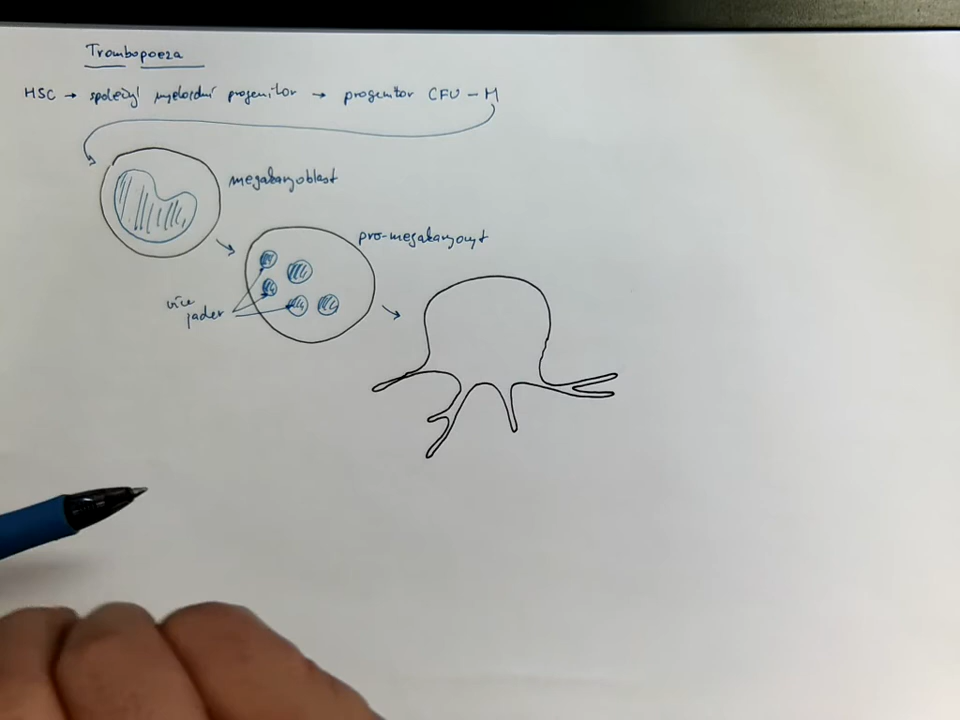 Trombopoeza
HSC → společný myeloidní progenitor → progenitor CFU - M
megakaryoblast
pro-megakaryocyt
více
jader